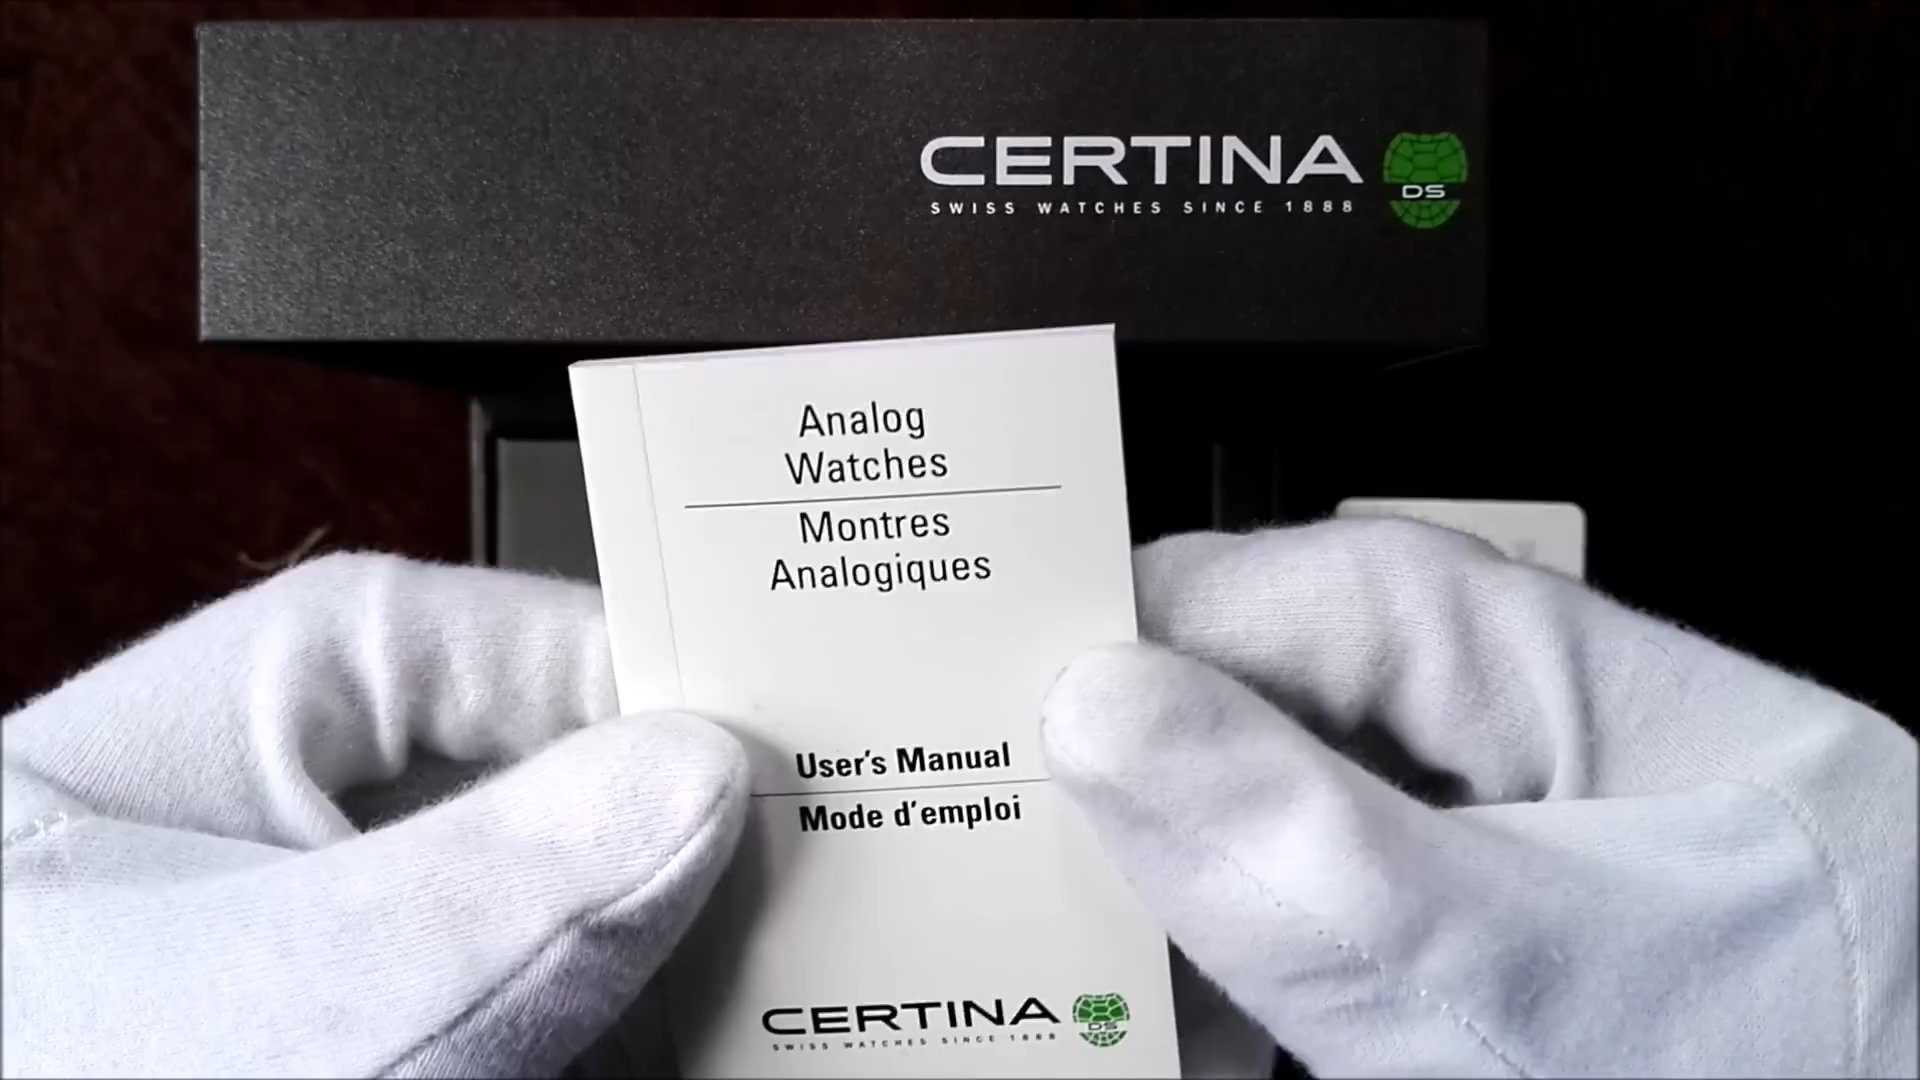 CERTINA
DS
SWISS WATCHES SINCE 1888
Analog
Watches
Montres
Analogiques
User's Manual
Mode d'emploi
CERTINA
DS
SWISS WATCHES SINCE 1888